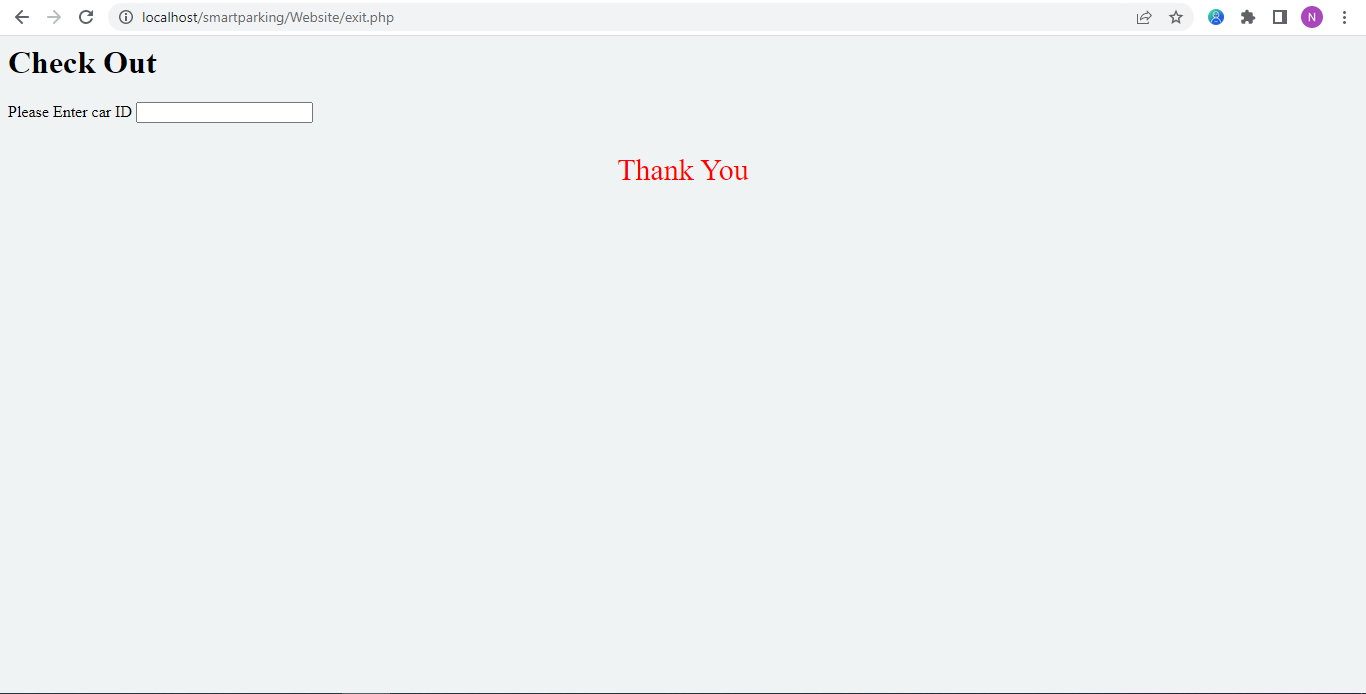 localhost/smartparking/Website/exit.php
N
Check Out
Please Enter car ID
Thank You